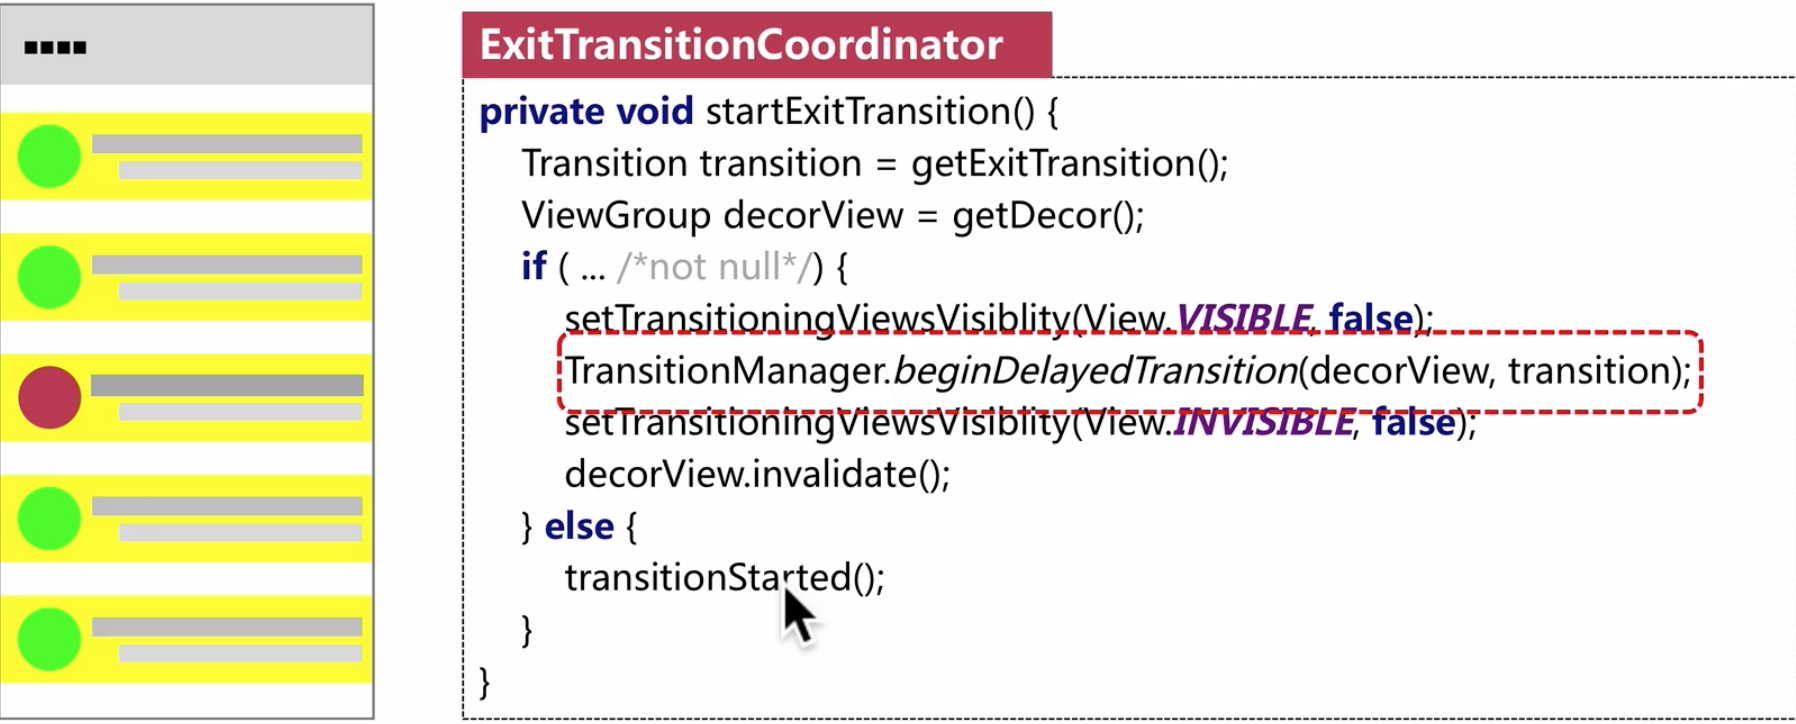 ExitTransitionCoordinator
private void startExitTransition() {
Transition transition = getExitTransition();
ViewGroup decorView = getDecor();
if ( ... /*not null*/) {
setTransitioningViewsVisiblity(View.VISIBLE, false);
TransitionManager.beginDelayedTransition(decorView, transition);
setTransitioningViewsVisiblity(View.INVISIBLE, false);
decorView.invalidate();
} else {
transitionStarted();
}
}